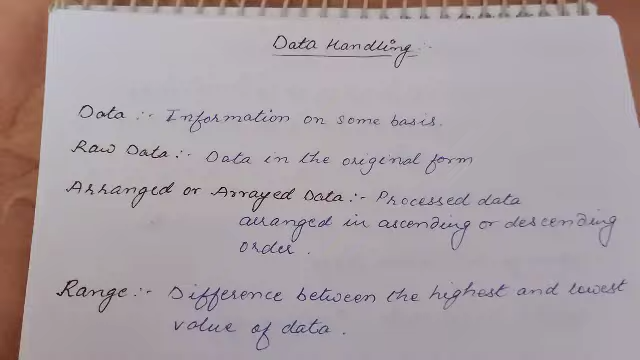 Data Handling :-
Data :- Information on some basis.
Raw Data :- Data in the original form
Arranged or Arrayed Data :- Processed data
arranged in ascending or descending
order.
Range :- Difference between the highest and lowest
value of data.